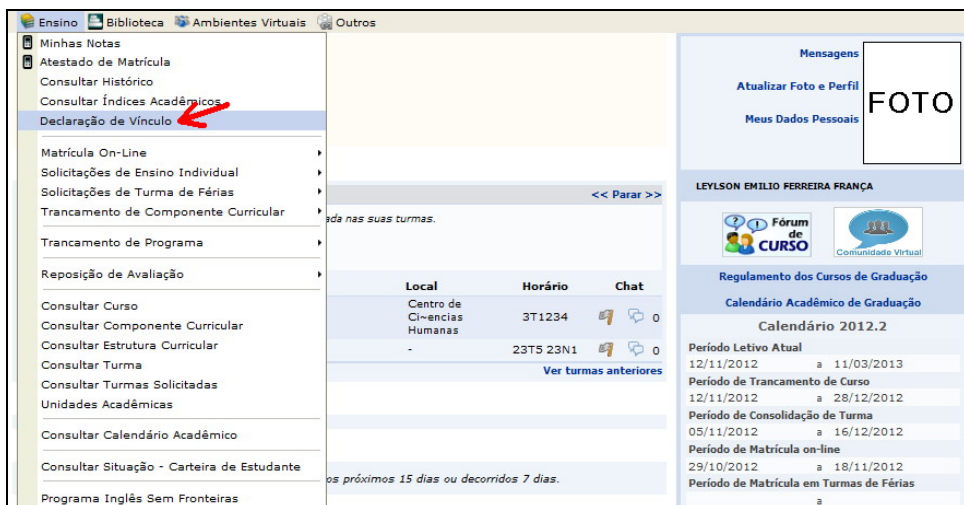 Ensino Biblioteca Ambientes Virtuais Outros
Minhas Notas
Atestado de Matrícula
Consultar Histórico
Consultar Índices Acadêmicos
Declaração de Vínculo
Matrícula On-Line
Solicitações de Ensino Individual
Solicitações de Turma de Férias
Trancamento de Componente Curricular
Trancamento de Programa
Reposição de Avaliação
Consultar Curso
Consultar Componente Curricular
Consultar Estrutura Curricular
Consultar Turma
Consultar Turmas Solicitadas
Unidades Acadêmicas
Consultar Calendário Acadêmico
Consultar Situação - Carteira de Estudante
Programa Inglês Sem Fronteiras
<< Parar >>
nas suas turmas.
Local Horário Chat
Centro de
Ci~encias
Humanas
3T1234 0
- 23T5 23N1 0
Ver turmas anteriores
os próximos 15 dias ou decorridos 7 dias.
Mensagens
Atualizar Foto e Perfil
Meus Dados Pessoais
FOTO
LEYLSON EMILIO FERREIRA FRANÇA
Fórum
de
CURSO
Comunidade Virtual
Regulamento dos Cursos de Graduação
Calendário Acadêmico de Graduação
Calendário 2012.2
Período Letivo Atual
12/11/2012 a 11/03/2013
Período de Trancamento de Curso
12/11/2012 a 28/12/2012
Período de Consolidação de Turma
05/11/2012 a 16/12/2012
Período de Matrícula on-line
29/10/2012 a 18/11/2012
Período de Matrícula em Turmas de Férias
a